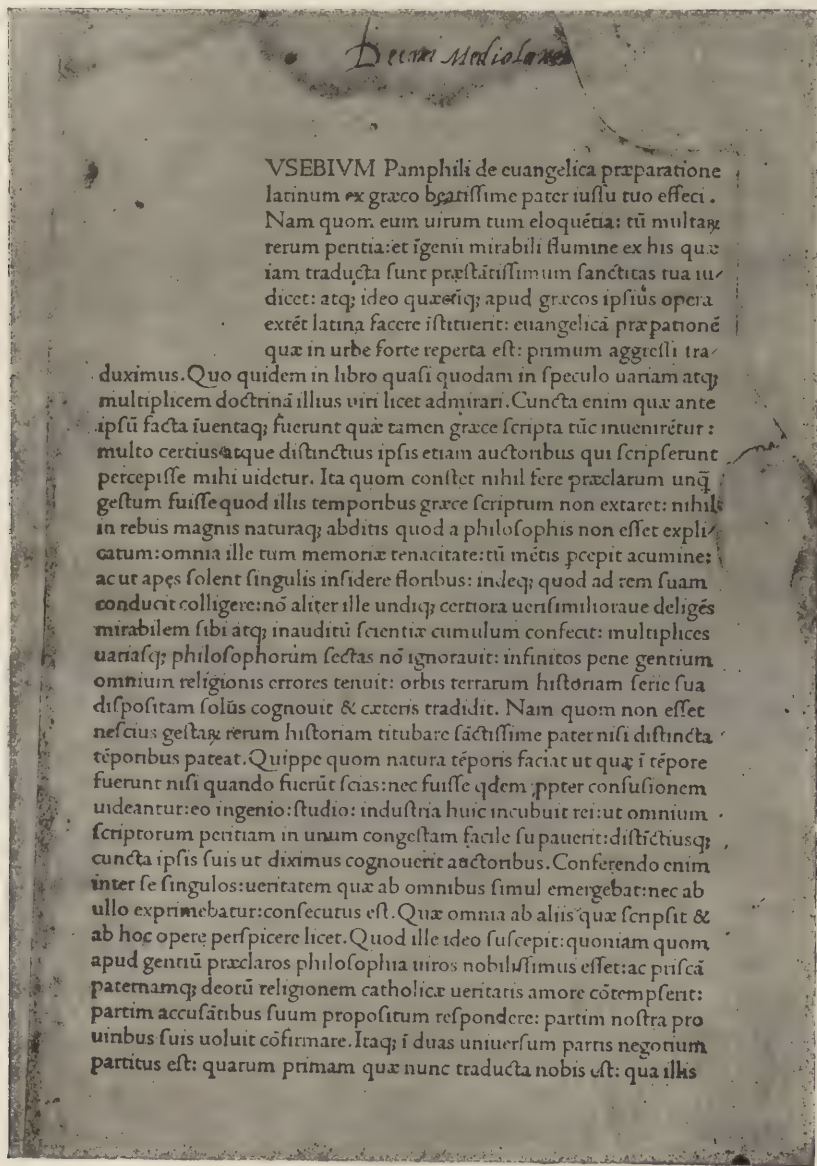 Decim Mediolanen
VSEBIVM Pamphili de euangelica præparatione
latinum ex græco beatiſſime pater iuſſu tuo effeci .
Nam quom eum uirum tum eloquētia: tū multaꝝ
rerum peritia: et īgenii mirabili flumine ex his quæ
iam traducta ſunt præſtātiſſimum ſanctitas tua iu-
dicet: atq; ideo quæcūq; apud græcos ipſius opera
extēt latina facere īſtituerit: euangelicā præpationē
quæ in urbe forte reperta eſt: primum aggreſſi tra-
duximus. Quo quidem in libro quaſi quodam in ſpeculo uariam atq;
multiplicem doctrinā illius uiri licet admirari. Cuncta enim quæ ante
ipſū facta īuentaq; fuerunt quæ tamen græce ſcripta tūc inuenirētur :
multo certius atque diſtinctius ipſis etiam auctoribus qui ſcripſerunt
percepiſſe mihi uidetur. Ita quom conſtet nihil fere præclarum unq̄
geſtum fuiſſe quod illis temporibus græce ſcriptum non extaret: nihil
in rebus magnis naturaq; abditis quod a philoſophis non eſſet expli-
catum: omnia ille tum memoriæ tenacitate: tū mētis ꝑcepit acumine:
ac ut apes ſolent ſingulis inſidere floribus: indeq; quod ad rem ſuam
conducit colligere: nō aliter ille undiq; certiora ueriſimilioraue deligēs
mirabilem ſibi atq; inauditū ſcientiæ cumulum confecit: multiplices
uariaſq; philoſophorum ſectas nō ignorauit: infinitos pene gentium
omnium religionis errores tenuit: orbis terrarum hiſtoriam ſerie ſua
diſpoſitam ſolus cognouit & cæteris tradidit. Nam quom non eſſet
neſcius geſtaꝝ rerum hiſtoriam titubare ſāctiſſime pater niſi diſtincta
tēporibus pateat. Quippe quom natura tēporis faciat ut quæ ī tēpore
fuerunt niſi quando fuerūt ſcias: nec fuiſſe qdem ꝓpter confuſionem
uideantur: eo ingenio: ſtudio: induſtria huic incubuit rei: ut omnium
ſcriptorum peritiam in unum congeſtam facile ſupauerit: diſtīctiusq;
cuncta ipſis ſuis ut diximus cognouerit auctoribus. Conferendo enim
inter ſe ſingulos: ueritatem quæ ab omnibus ſimul emergebat: nec ab
ullo exprimebatur: conſecutus eſt. Quæ omnia ab aliis quæ ſcripſit &
ab hoc opere perſpicere licet. Quod ille ideo ſuſcepit: quoniam quom
apud gentiū præclaros philoſophia uiros nobiliſſimus eſſet: ac priſcā
paternamq; deorū religionem catholicæ ueritatis amore cōtempſerit:
partim accuſātibus ſuum propoſitum reſpondere: partim noſtra pro
uiribus ſuis uoluit cōfirmare. Itaq; ī duas uniuerſum partis negotium
partitus eſt: quarum primam quæ nunc traducta nobis eſt: qua illis